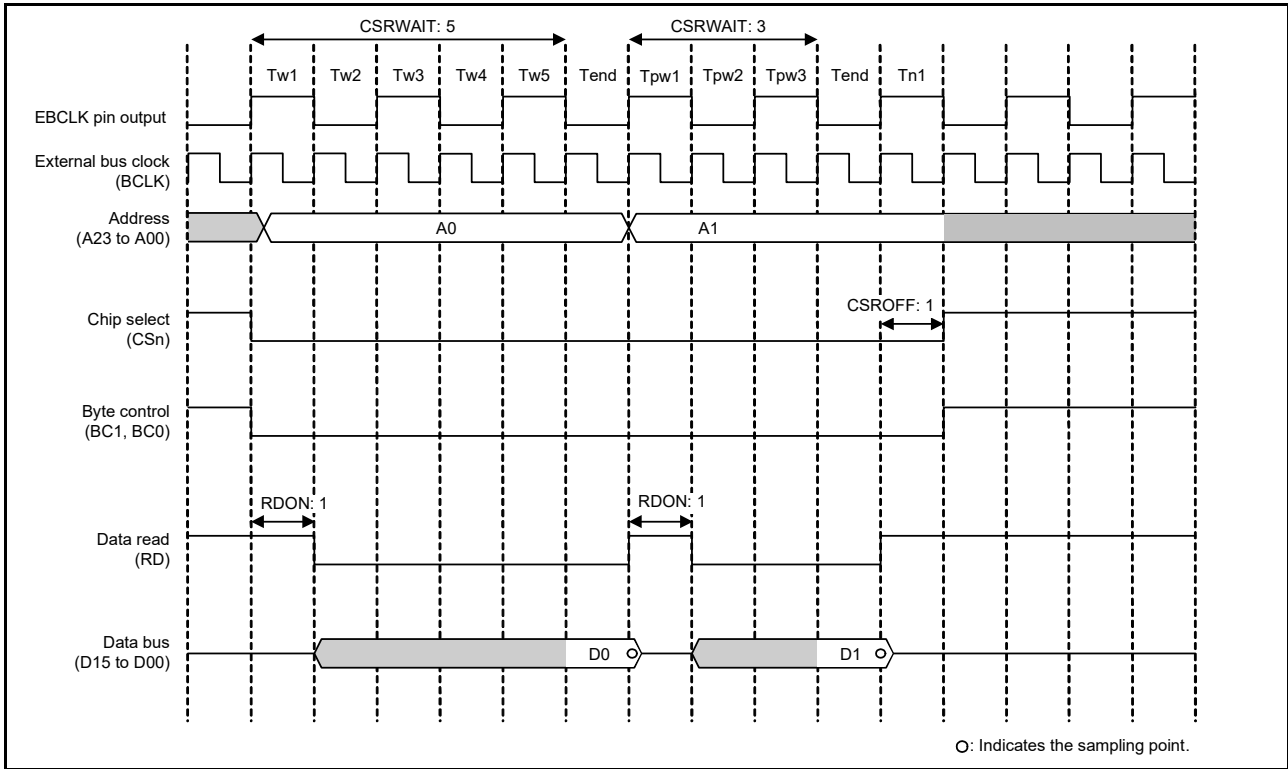 CSRWAIT: 5 CSRWAIT: 3
Tw1 Tw2 Tw3 Tw4 Tw5 Tend Tpw1 Tpw2 Tpw3 Tend Tn1
EBCLK pin output
External bus clock
(BCLK)
Address
(A23 to A00)
A0 A1
CSROFF: 1
Chip select
(CSn)
Byte control
(BC1, BC0)
RDON: 1 RDON: 1
Data read
(RD)
Data bus
(D15 to D00)
D0 D1
O: Indicates the sampling point.